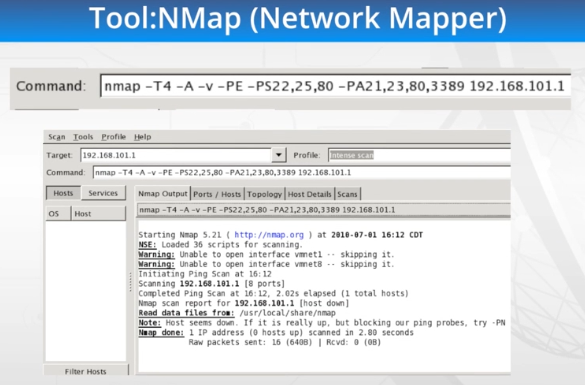 Tool:NMap (Network Mapper)
Command: nmap -T4 -A -v -PE -PS22,25,80 -PA21,23,80,3389 192.168.101.1
Scan Tools Profile Help
Target: 192.168.101.1 Profile: Intense scan
Command: nmap -T4 -A -v -PE -PS22,25,80 -PA21,23,80,3389 192.168.101.1
Hosts Services Nmap Output Ports / Hosts Topology Host Details Scans
OS Host nmap -T4 -A -v -PE -PS22,25,80 -PA21,23,80,3389 192.168.101.1
Starting Nmap 5.21 ( http://nmap.org ) at 2010-07-01 16:12 CDT
NSE: Loaded 36 scripts for scanning.
Warning: Unable to open interface vmnet1 -- skipping it.
Warning: Unable to open interface vmnet8 -- skipping it.
Initiating Ping Scan at 16:12
Scanning 192.168.101.1 [8 ports]
Completed Ping Scan at 16:12, 2.02s elapsed (1 total hosts)
Nmap scan report for 192.168.101.1 [host down]
Read data files from: /usr/local/share/nmap
Note: Host seems down. If it is really up, but blocking our ping probes, try -PN
Nmap done: 1 IP address (0 hosts up) scanned in 2.80 seconds
Raw packets sent: 16 (640B) | Rcvd: 0 (0B)
Filter Hosts